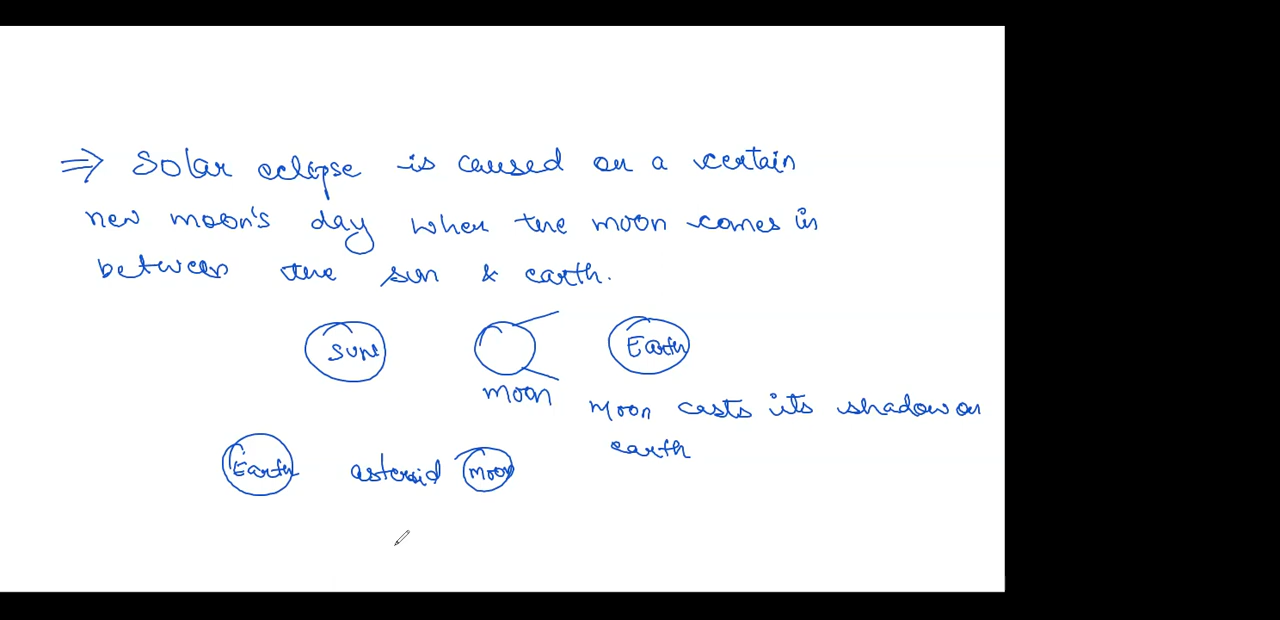 ⇒ Solar eclipse is caused on a certain
new moon's day when the moon comes in
between the sun & earth.
Sun Earth
moon
Moon casts its shadow on
earth
Earth asteroid Moon